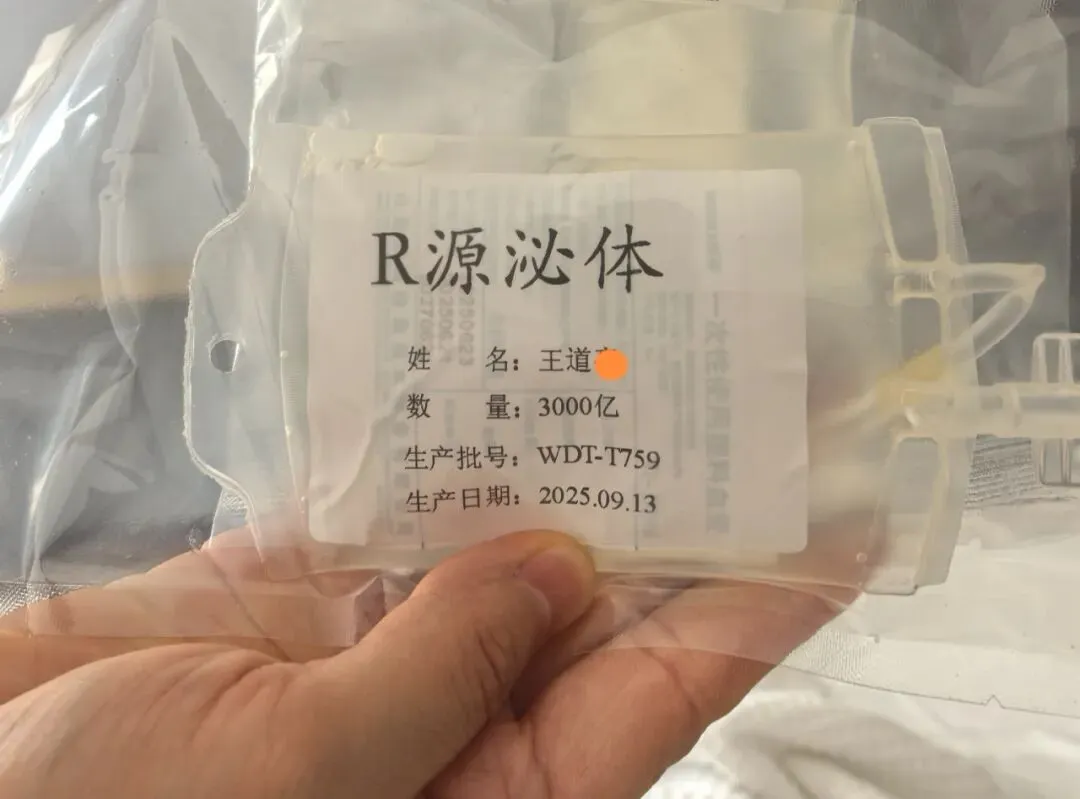 R源泌体
姓 名：王道
数 量：3000亿
生产批号：WDT-T759
生产日期：2025.09.13